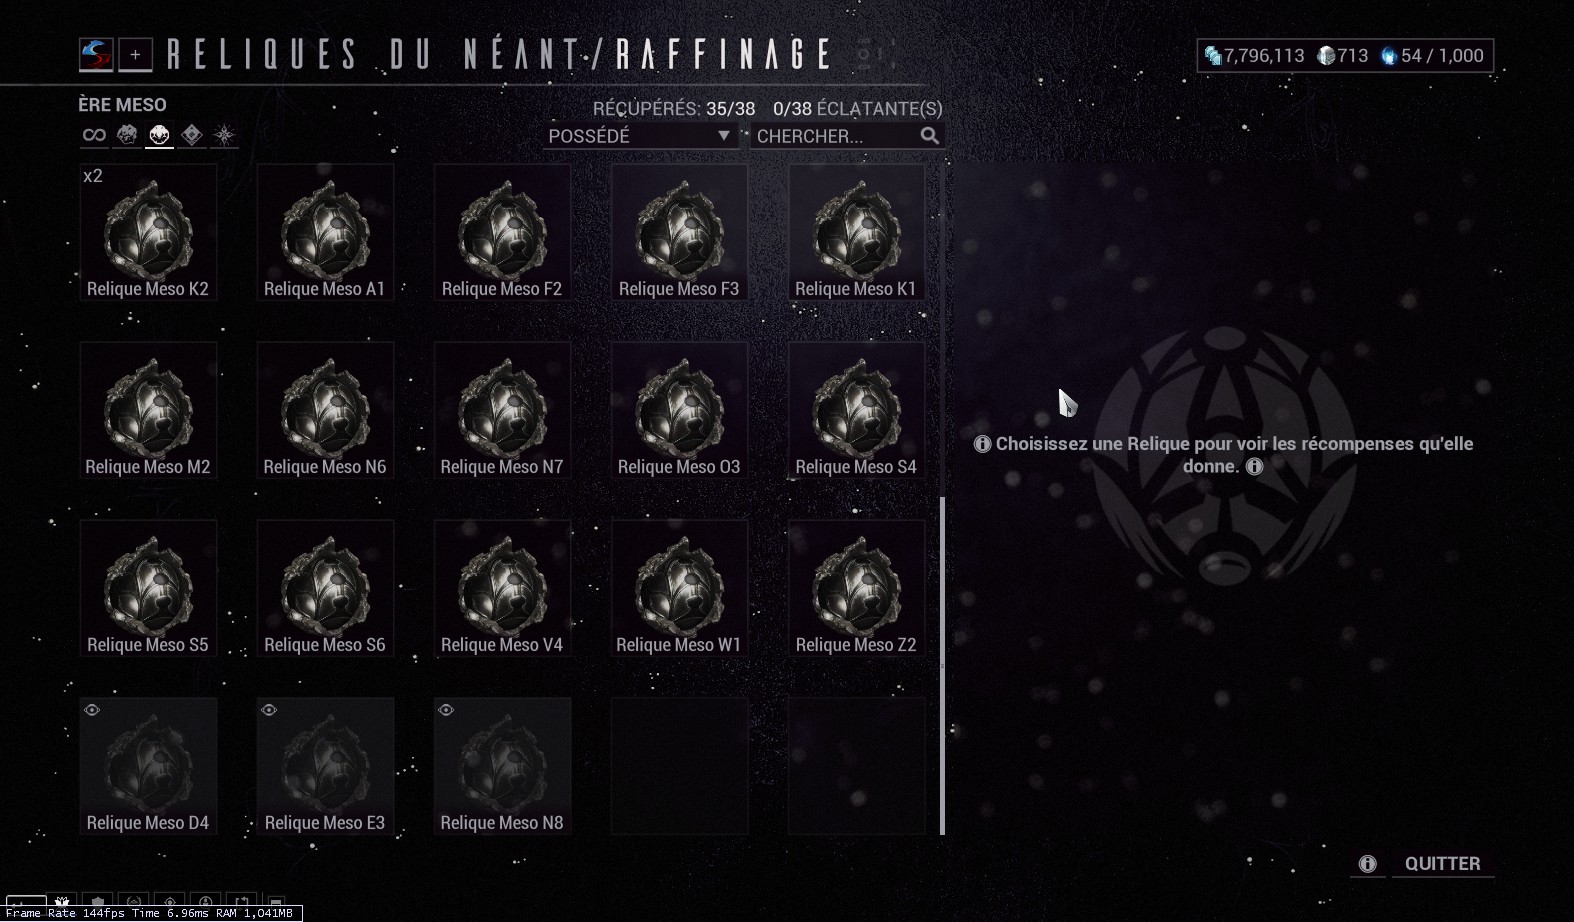 RELIQUES DU NÉANT/RAFFINAGE
7,796,113 713 54 / 1,000
ÈRE MESO
RÉCUPÉRÉS: 35/38 0/38 ÉCLATANTE(S)
POSSÉDÉ CHERCHER...
x2
Relique Meso K2 Relique Meso A1 Relique Meso F2 Relique Meso F3 Relique Meso K1
Relique Meso M2 Relique Meso N6 Relique Meso N7 Relique Meso O3 Relique Meso S4
Choisissez une Relique pour voir les récompenses qu'elle
donne.
Relique Meso S5 Relique Meso S6 Relique Meso V4 Relique Meso W1 Relique Meso Z2
Relique Meso D4 Relique Meso E3 Relique Meso N8
QUITTER
Frame Rate 144fps Time 6.96ms RAM 1,041MB